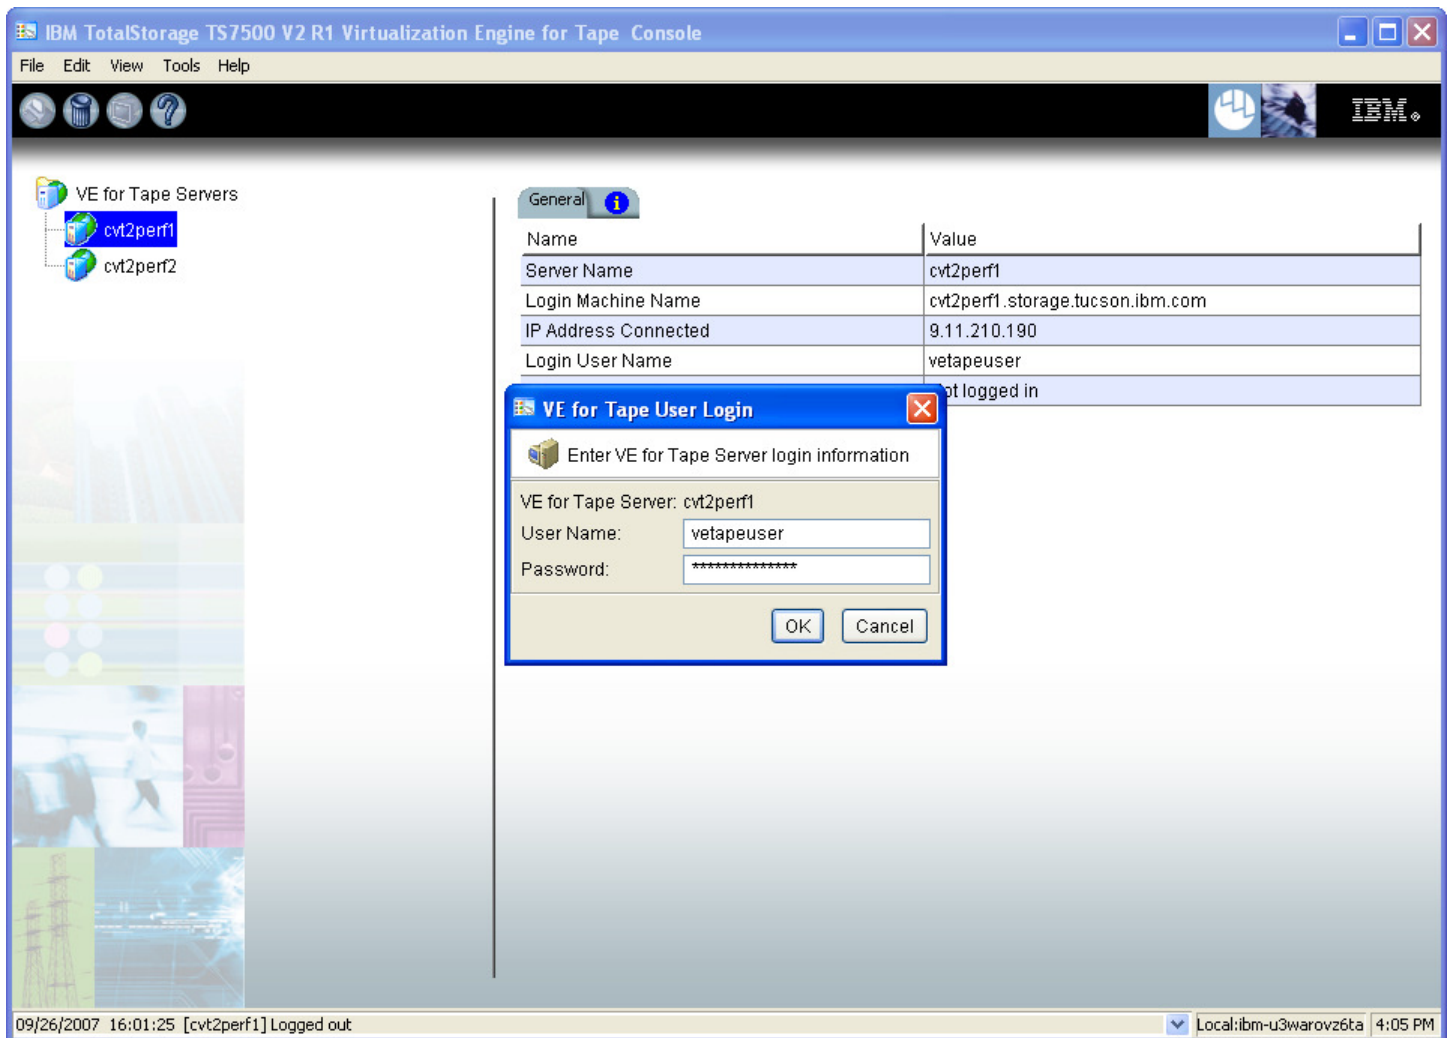 IBM TotalStorage TS7500 V2 R1 Virtualization Engine for Tape Console
File Edit View Tools Help
IBM
VE for Tape Servers
cvt2perf1
cvt2perf2
General
Name Value
Server Name cvt2perf1
Login Machine Name cvt2perf1.storage.tucson.ibm.com
IP Address Connected 9.11.210.190
Login User Name vetapeuser
logged in
VE for Tape User Login
Enter VE for Tape Server login information
VE for Tape Server: cvt2perf1
User Name: vetapeuser
Password: **************
OK Cancel
09/26/2007 16:01:25 [cvt2perf1] Logged out
Local:ibm-u3warovz6ta 4:05 PM